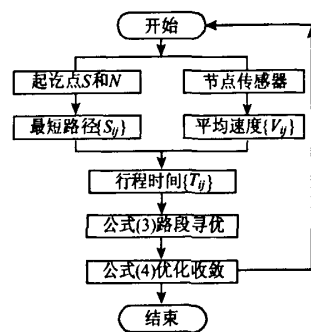 开始
起讫点S和N
节点传感器
最短路径{Sij}
平均速度{Vij}
行程时间{Tij}
公式(3)路段寻优
公式(4)优化收敛
结束